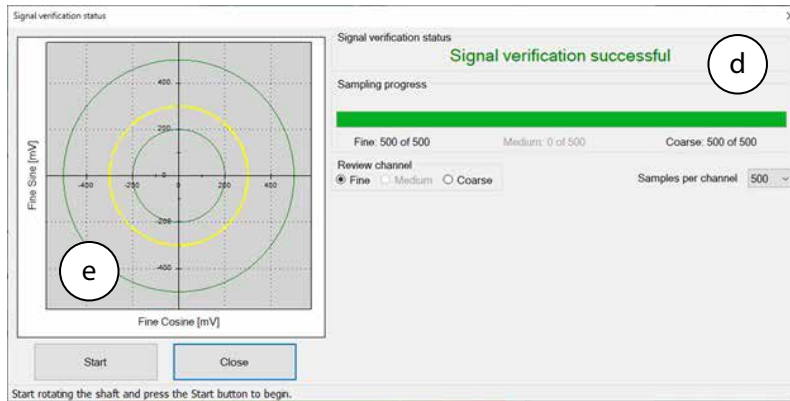 Signal verification status
Signal verification status
Signal verification successful
d
Sampling progress
Fine: 500 of 500 Medium: 0 of 500 Coarse: 500 of 500
Review channel
Fine Medium Coarse
Samples per channel 500
Fine Sine [mV]
400
200
-400 -200 0 200 400
-200
-400
e
Fine Cosine [mV]
Start Close
Start rotating the shaft and press the Start button to begin.